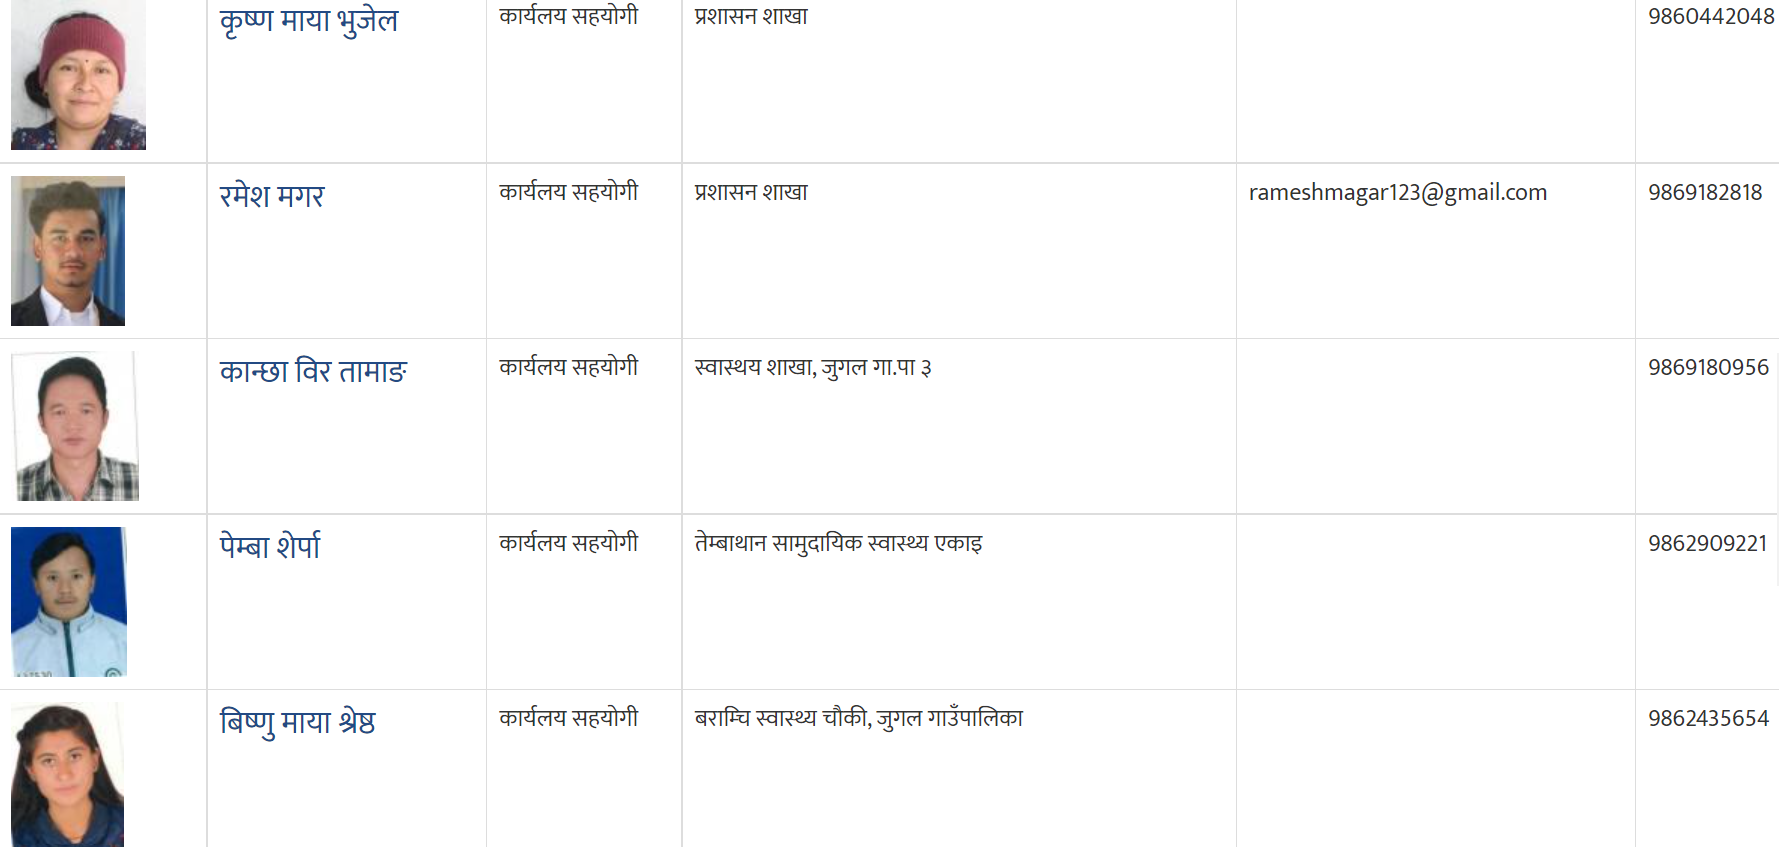 कृष्ण माया भुजेल कार्यलय सहयोगी प्रशासन शाखा 9860442048
रमेश मगर कार्यलय सहयोगी प्रशासन शाखा rameshmagar123@gmail.com 9869182818
कान्छा विर तामाङ कार्यलय सहयोगी स्वास्थय शाखा, जुगल गा.पा ३ 9869180956
पेम्बा शेर्पा कार्यलय सहयोगी तेम्बाथान सामुदायिक स्वास्थ्य एकाइ 9862909221
बिष्णु माया श्रेष्ठ कार्यलय सहयोगी बराम्चि स्वास्थ्य चौकी, जुगल गाउँपालिका 9862435654